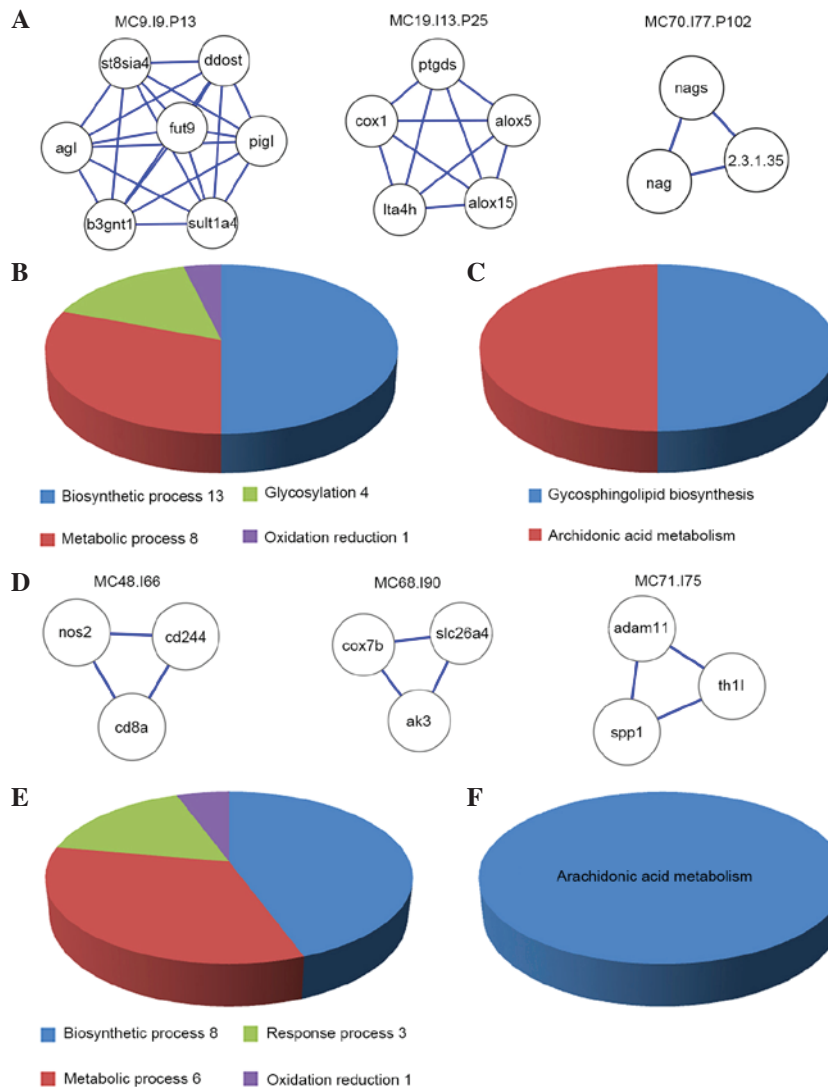 A
MC9.I9.P13
MC19.I13.P25
MC70.I77.P102
st8sia4
ddost
fut9
agl
pigl
b3gnt1
sult1a4
ptgds
cox1
alox5
lta4h
alox15
nags
nag
2.3.1.35
B
C
Biosynthetic process 13
Glycosylation 4
Metabolic process 8
Oxidation reduction 1
Gycosphingolipid biosynthesis
Archidonic acid metabolism
D
MC48.I66
MC68.I90
MC71.I75
nos2
cd244
cd8a
cox7b
slc26a4
ak3
adam11
th1l
spp1
E
F
Arachidonic acid metabolism
Biosynthetic process 8
Response process 3
Metabolic process 6
Oxidation reduction 1